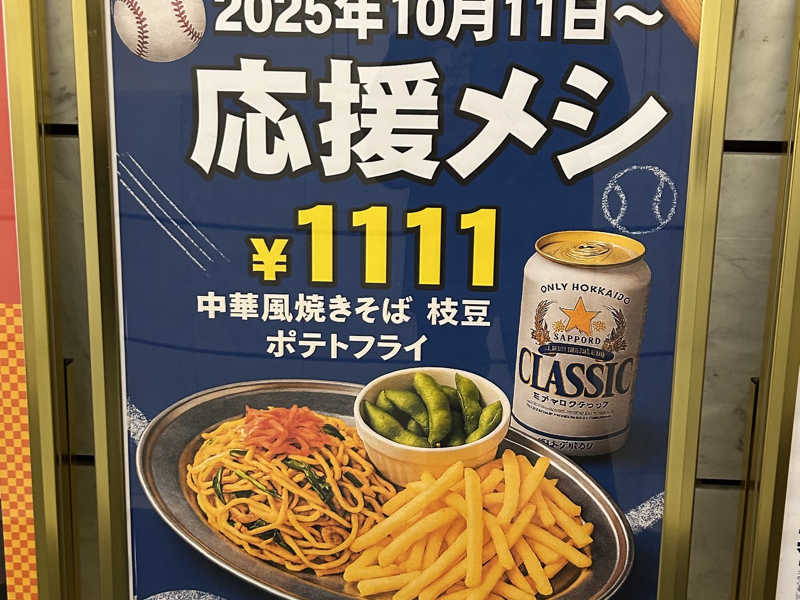 2025年10月11日～
応援メシ
¥1111
中華風焼きそば 枝豆
ポテトフライ
ONLY HOKKAIDO
SAPPORO
CLASSIC